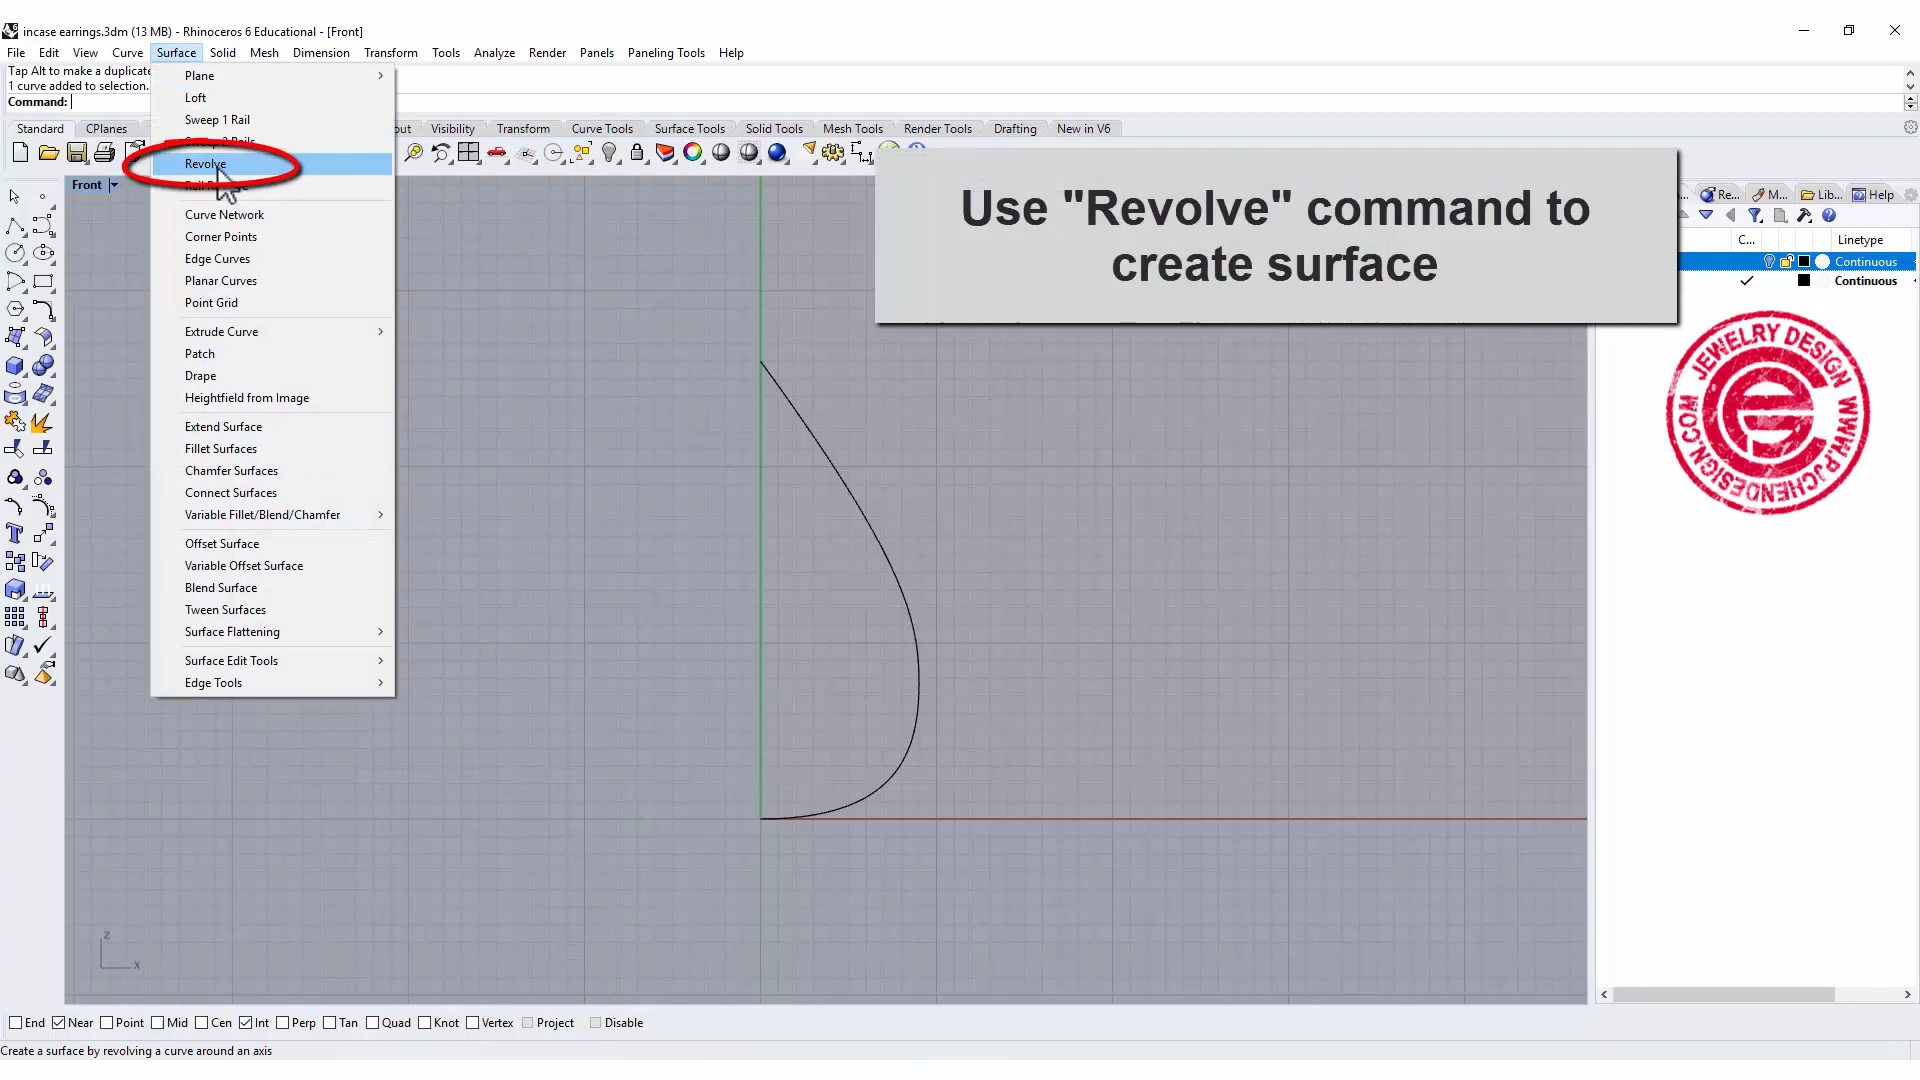 incase earrings.3dm (13 MB) - Rhinoceros 6 Educational - [Front]
File Edit View Curve Surface Solid Mesh Dimension Transform Tools Analyze Render Panels Paneling Tools Help
Tap Alt to make a duplicate
1 curve added to selection.
Command:
Standard CPlanes Visibility Transform Curve Tools Surface Tools Solid Tools Mesh Tools Render Tools Drafting New in V6
Plane
Loft
Sweep 1 Rail
Revolve
Curve Network
Corner Points
Edge Curves
Planar Curves
Point Grid
Extrude Curve
Patch
Drape
Heightfield from Image
Extend Surface
Fillet Surfaces
Chamfer Surfaces
Connect Surfaces
Variable Fillet/Blend/Chamfer
Offset Surface
Variable Offset Surface
Blend Surface
Tween Surfaces
Surface Flattening
Surface Edit Tools
Edge Tools
Front
Use "Revolve" command to
create surface
Re... M... Lib... Help
C... Linetype
Continuous
Continuous
JEWELRY DESIGN
WWW.PJCHENDESIGN.COM
z
x
End Near Point Mid Cen Int Perp Tan Quad Knot Vertex Project Disable
Create a surface by revolving a curve around an axis